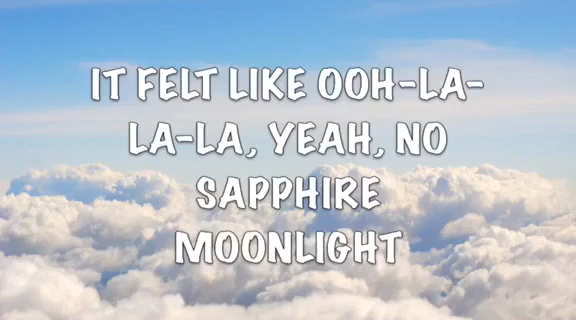 IT FELT LIKE OOH-LA-
LA-LA, YEAH, NO
SAPPHIRE
MOONLIGHT